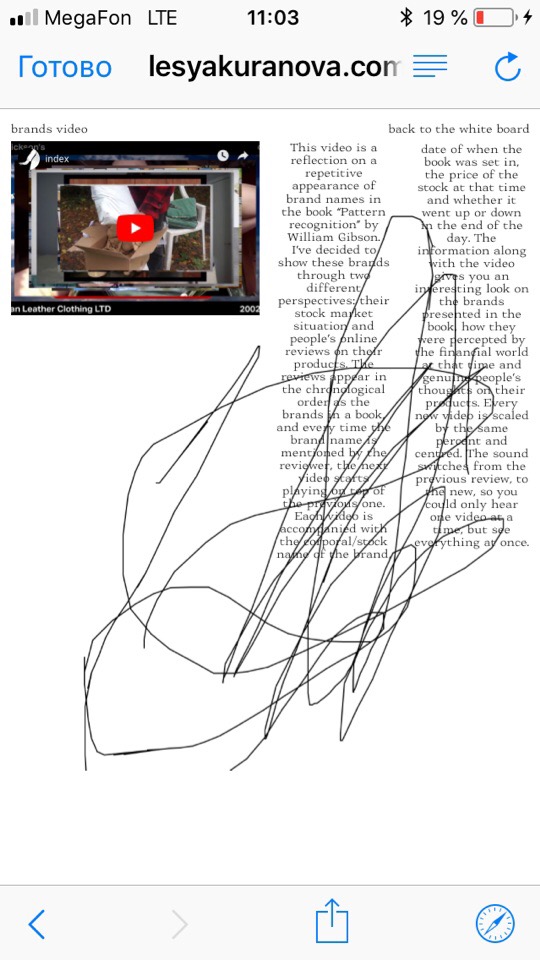 MegaFon LTE 11:03 19 %
Готово lesyakuranova.com
brands video
back to the white board
index
an Leather Clothing LTD 2002
This video is a
reflection on a
repetitive
appearance of
brand names in
the book “Pattern
recognition” by
William Gibson.
I’ve decided to
show these brands
through two
different
perspectives: their
stock market
situation and
people’s online
reviews on their
products. The
reviews appear in
the chronological
order as the
brands in a book,
and every time the
brand name is
mentioned by the
reviewer, the next
video starts
playing on top of
the previous one.
Each video is
accompanied with
the corporal/stock
name of the brand,
date of when the
book was set in,
the price of the
stock at that time
and whether it
went up or down
in the end of the
day. The
information along
with the video
gives you an
interesting look on
the brands
presented in the
book, how they
were percepted by
the financial world
at that time and
genuine people’s
thoughts on their
products. Every
new video is scaled
by the same
percent and
centred. The sound
switches from the
previous review, to
the new, so you
could only hear
one video at a
time, but see
everything at once.